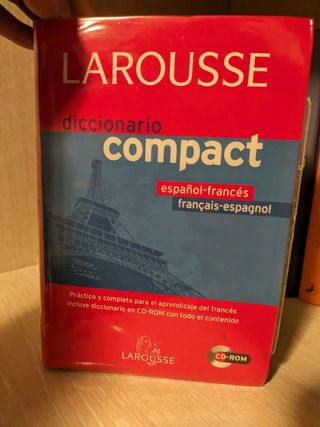 LAROUSSE
diccionario
compact
español-francés
français-espagnol
Práctico y completo para el aprendizaje del francés
Incluye diccionario en CD-ROM con todo el contenido
LAROUSSE
CD-ROM